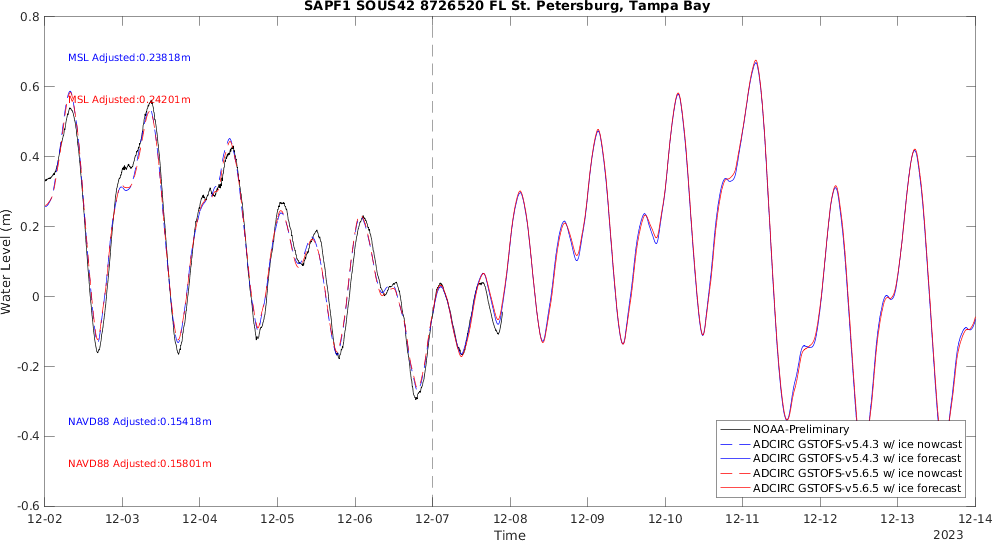 SAPF1 SOUS42 8726520 FL St. Petersburg, Tampa Bay
0.8
0.6
0.4
0.2
0
-0.2
-0.4
-0.6
Water Level (m)
MSL Adjusted:0.23818m
MSL Adjusted:0.24201m
NAVD88 Adjusted:0.15418m
NAVD88 Adjusted:0.15801m
NOAA-Preliminary
ADCIRC GSTOFS-v5.4.3 w/ ice nowcast
ADCIRC GSTOFS-v5.4.3 w/ ice forecast
ADCIRC GSTOFS-v5.6.5 w/ ice nowcast
ADCIRC GSTOFS-v5.6.5 w/ ice forecast
12-02 12-03 12-04 12-05 12-06 12-07 12-08 12-09 12-10 12-11 12-12 12-13 12-14
Time
2023